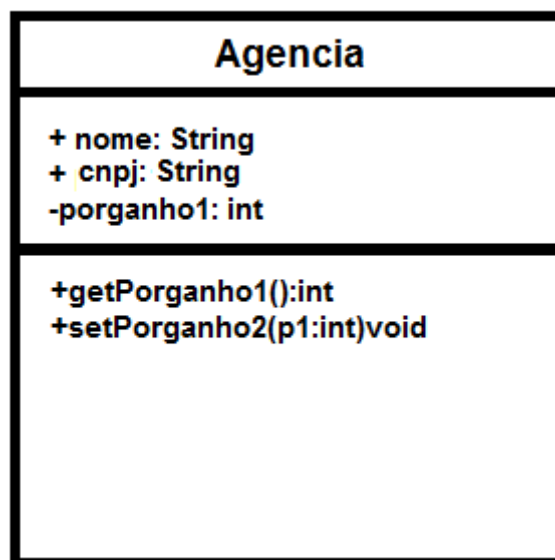 Agencia
+ nome: String
+ cnpj: String
-porganho1: int
+getPorganho1():int
+setPorganho2(p1:int)void